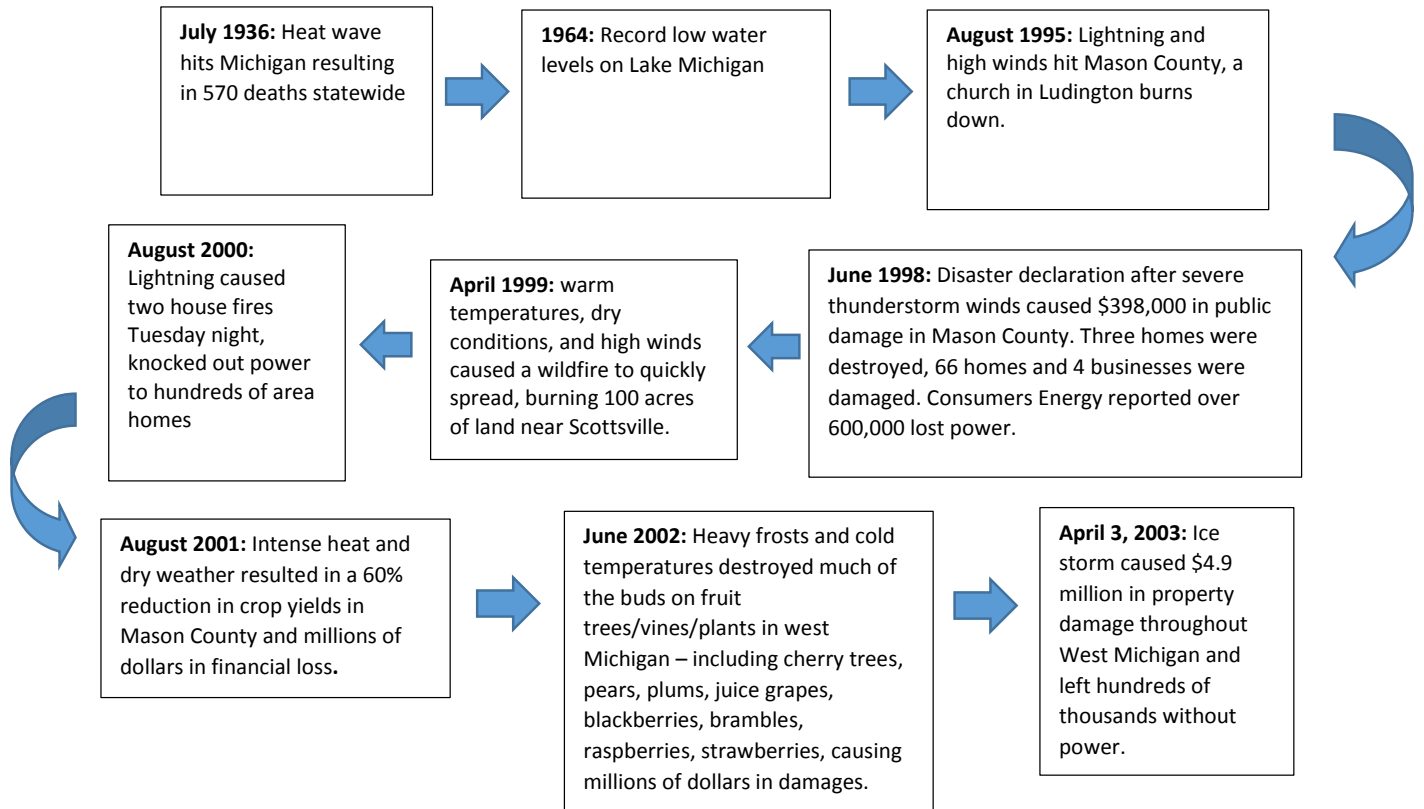 July 1936: Heat wave
hits Michigan resulting
in 570 deaths statewide
1964: Record low water
levels on Lake Michigan
August 1995: Lightning and
high winds hit Mason County, a
church in Ludington burns
down.
June 1998: Disaster declaration after severe
thunderstorm winds caused $398,000 in public
damage in Mason County. Three homes were
destroyed, 66 homes and 4 businesses were
damaged. Consumers Energy reported over
600,000 lost power.
April 1999: warm
temperatures, dry
conditions, and high winds
caused a wildfire to quickly
spread, burning 100 acres
of land near Scottsville.
August 2000:
Lightning caused
two house fires
Tuesday night,
knocked out power
to hundreds of area
homes
August 2001: Intense heat and
dry weather resulted in a 60%
reduction in crop yields in
Mason County and millions of
dollars in financial loss.
June 2002: Heavy frosts and cold
temperatures destroyed much of
the buds on fruit
trees/vines/plants in west
Michigan – including cherry trees,
pears, plums, juice grapes,
blackberries, brambles,
raspberries, strawberries, causing
millions of dollars in damages.
April 3, 2003: Ice
storm caused $4.9
million in property
damage throughout
West Michigan and
left hundreds of
thousands without
power.